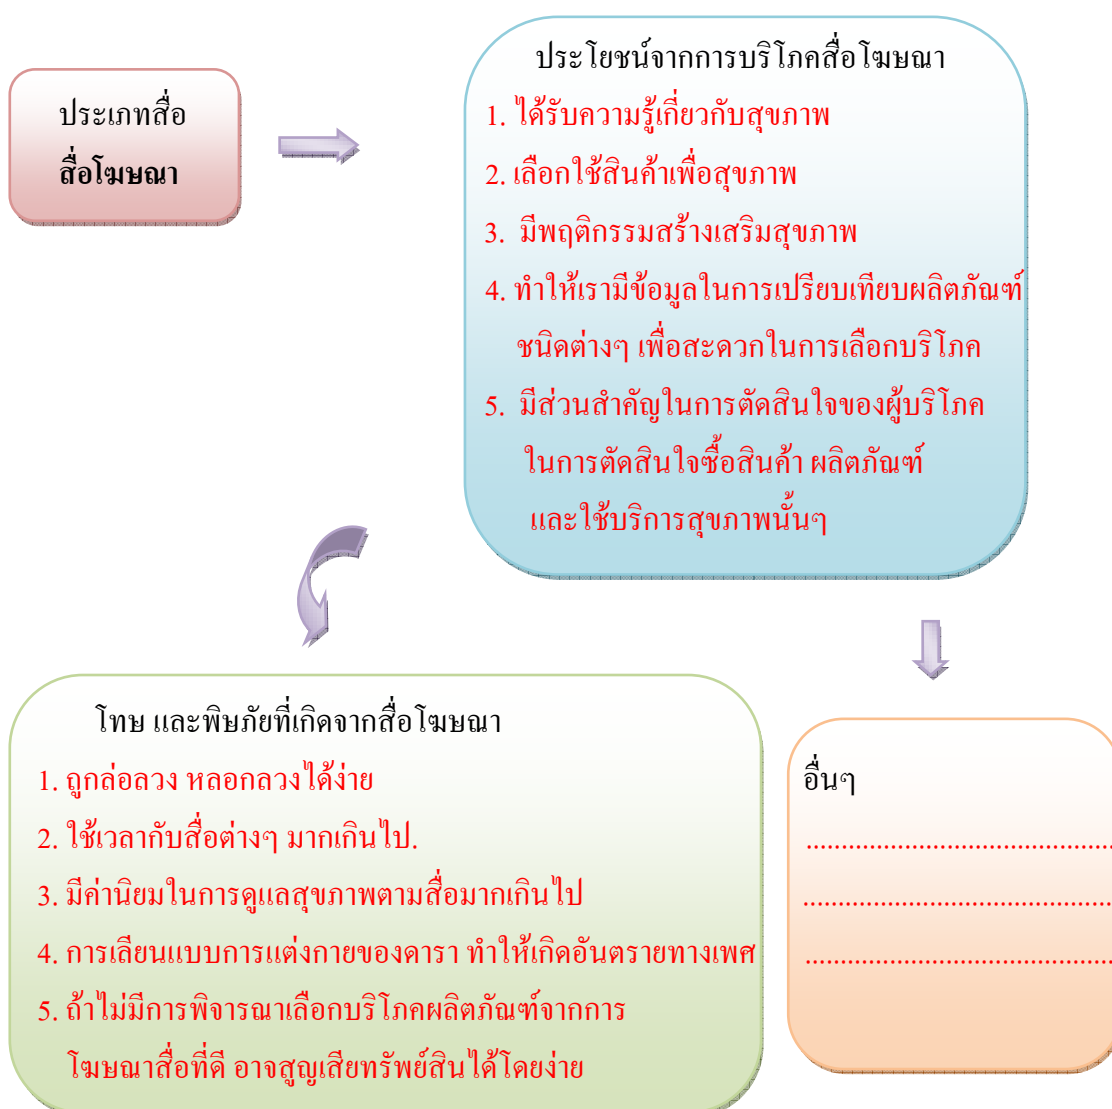 ประเภทสื่อ
สื่อโฆษณา
ประโยชน์จากการบริโภคสื่อโฆษณา
1. ได้รับความรู้เกี่ยวกับสุขภาพ
2. เลือกใช้สินค้าเพื่อสุขภาพ
3. มีพฤติกรรมสร้างเสริมสุขภาพ
4. ทำให้เรามีข้อมูลในการเปรียบเทียบผลิตภัณฑ์
ชนิดต่างๆ เพื่อสะดวกในการเลือกบริโภค
5. มีส่วนสำคัญในการตัดสินใจของผู้บริโภค
ในการตัดสินใจซื้อสินค้า ผลิตภัณฑ์
และใช้บริการสุขภาพนั้นๆ
โทษ และพิษภัยที่เกิดจากสื่อโฆษณา
1. ถูกล่อลวง หลอกลวงได้ง่าย
2. ใช้เวลากับสื่อต่างๆ มากเกินไป.
3. มีค่านิยมในการดูแลสุขภาพตามสื่อมากเกินไป
4. การเลียนแบบการแต่งกายของดารา ทำให้เกิดอันตรายทางเพศ
5. ถ้าไม่มีการพิจารณาเลือกบริโภคผลิตภัณฑ์จากการ
โฆษณาสื่อที่ดี อาจสูญเสียทรัพย์สินได้โดยง่าย
อื่นๆ
............................................
............................................
............................................